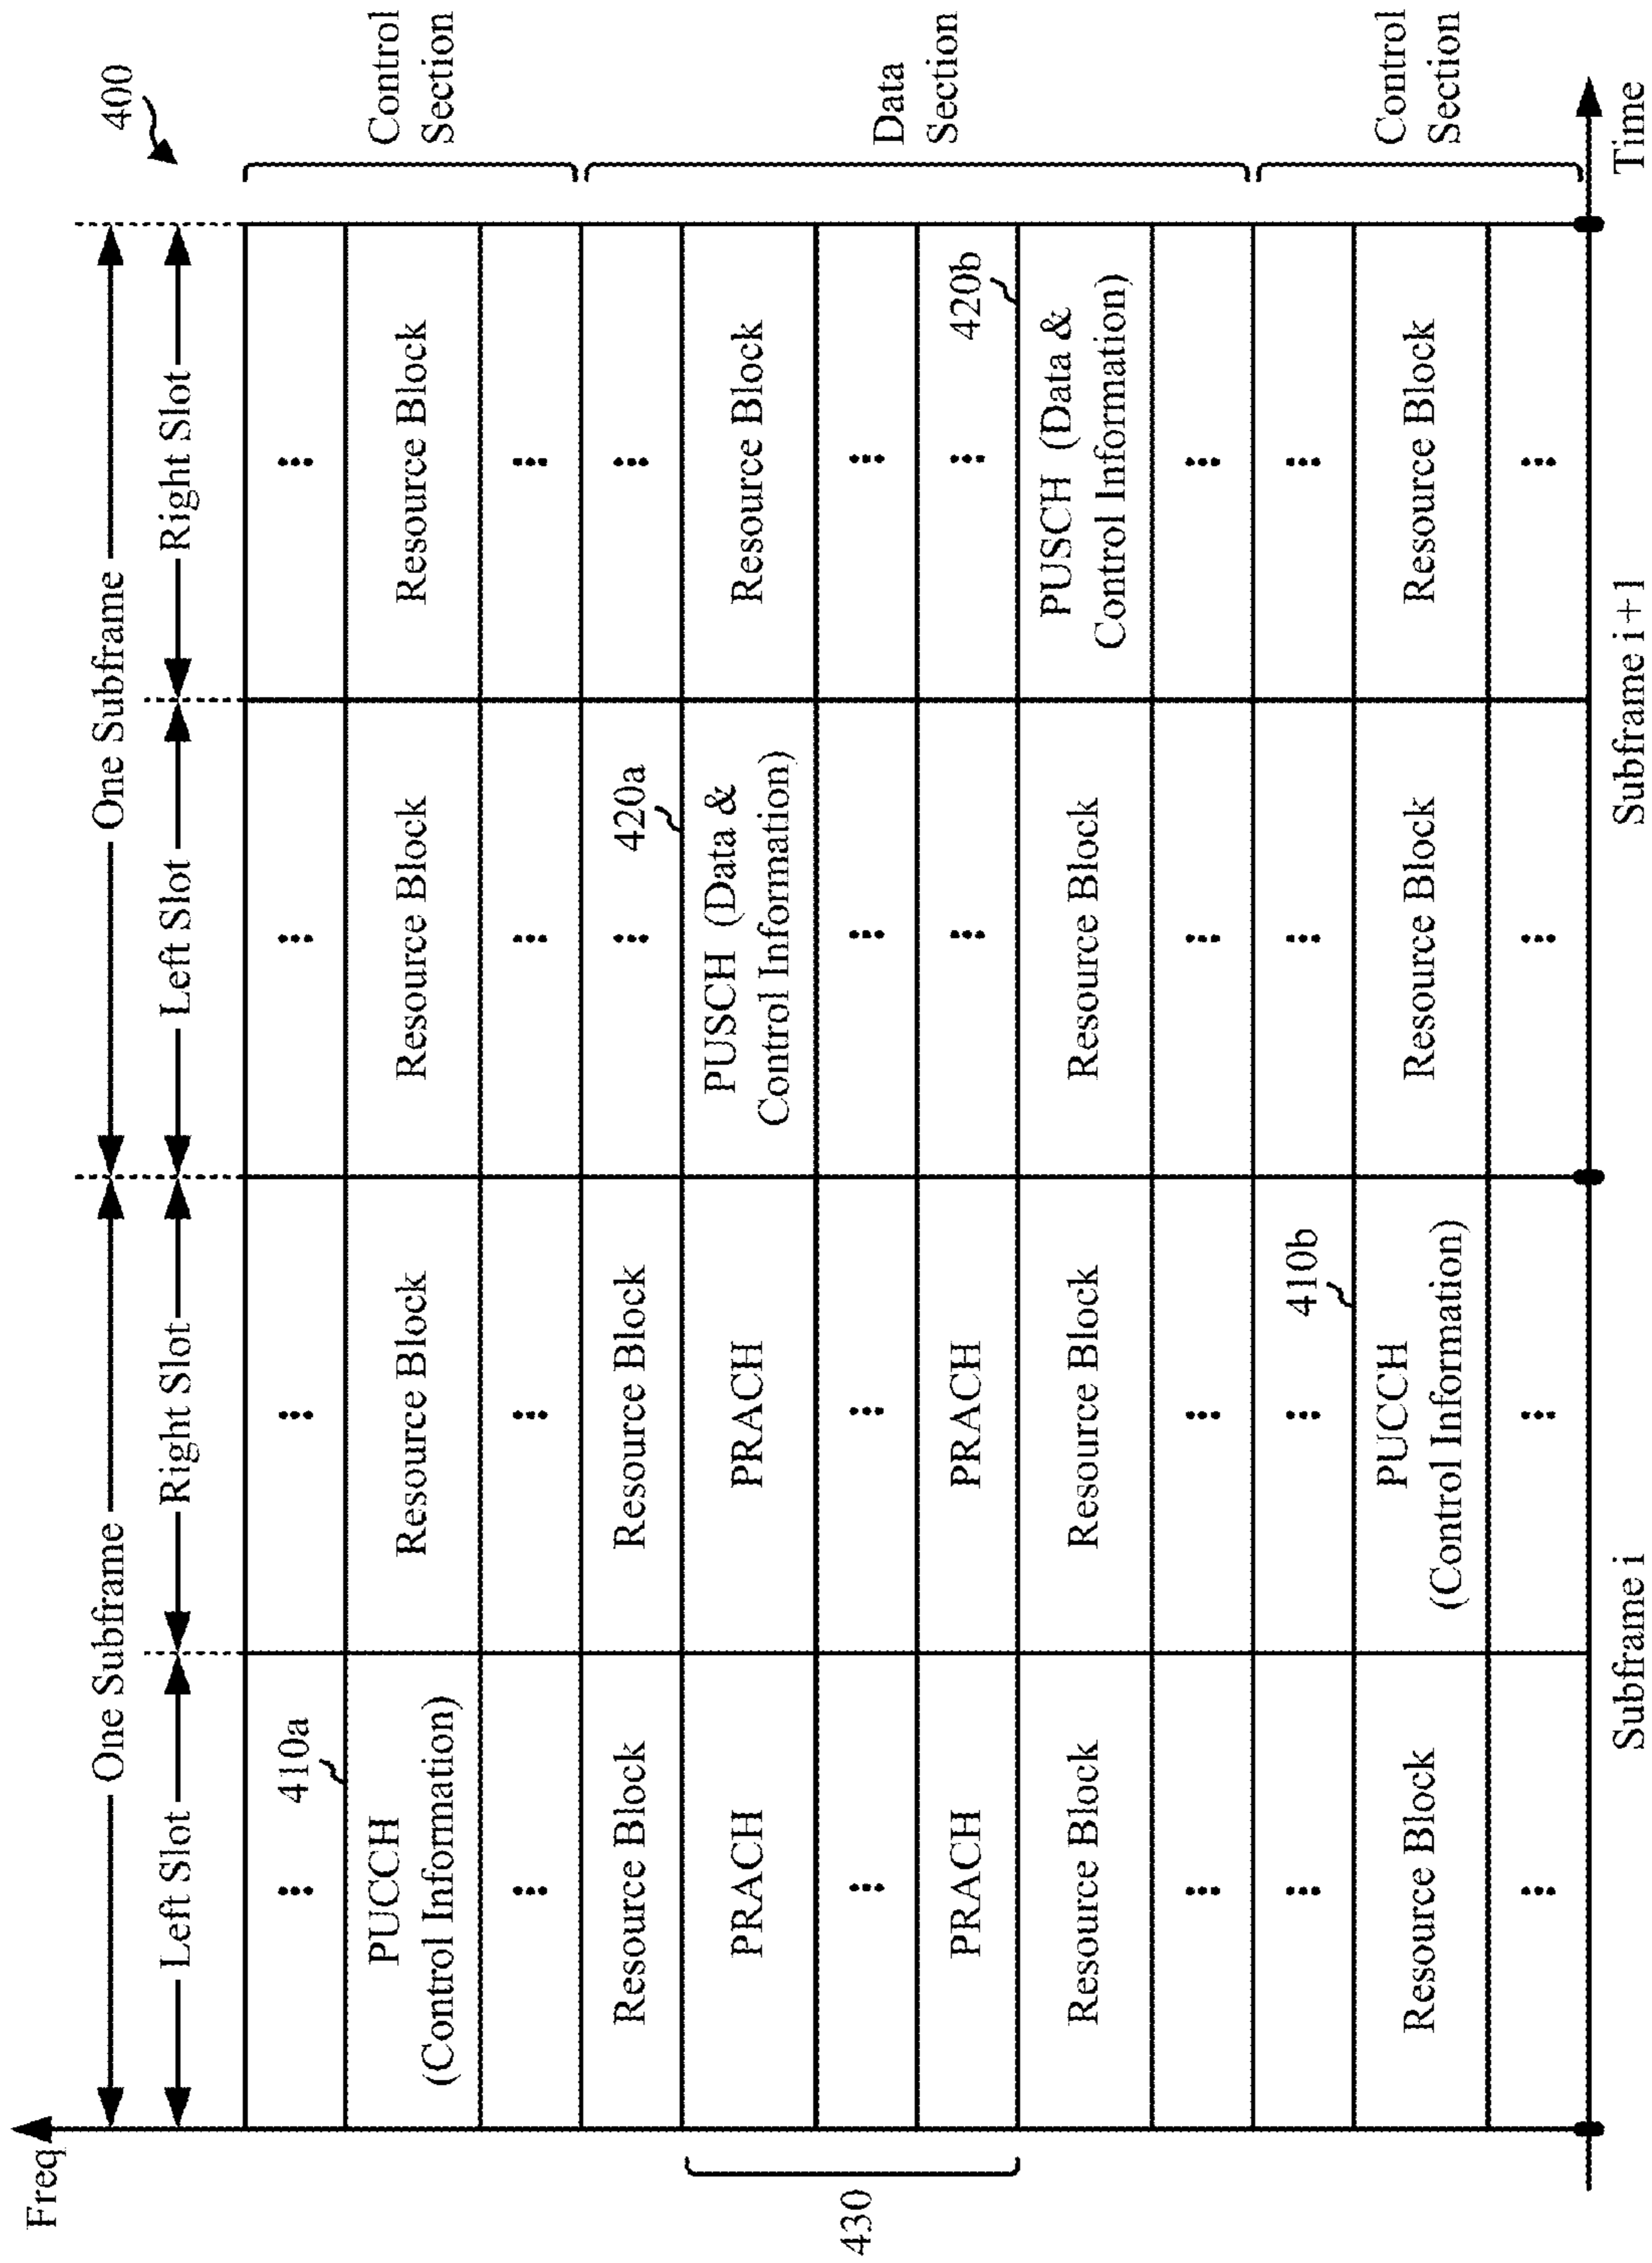 400
One Subframe
One Subframe
Left Slot
Right Slot
Left Slot
Right Slot
Freq
⋮
⋮
⋮
⋮
410a
PUCCH
(Control Information)
Resource Block
Resource Block
Resource Block
Control
Section
⋮
⋮
⋮
⋮
Resource Block
Resource Block
⋮
⋮
420a
PRACH
PRACH
PUSCH (Data &
Control Information)
Resource Block
430
⋮
⋮
⋮
⋮
Data
Section
PRACH
PRACH
⋮
⋮
420b
Resource Block
Resource Block
Resource Block
PUSCH (Data &
Control Information)
⋮
⋮
⋮
⋮
⋮
⋮
⋮
⋮
410b
Resource Block
PUCCH
(Control Information)
Resource Block
Resource Block
Control
Section
⋮
⋮
⋮
⋮
Subframe i
Subframe i+1
Time